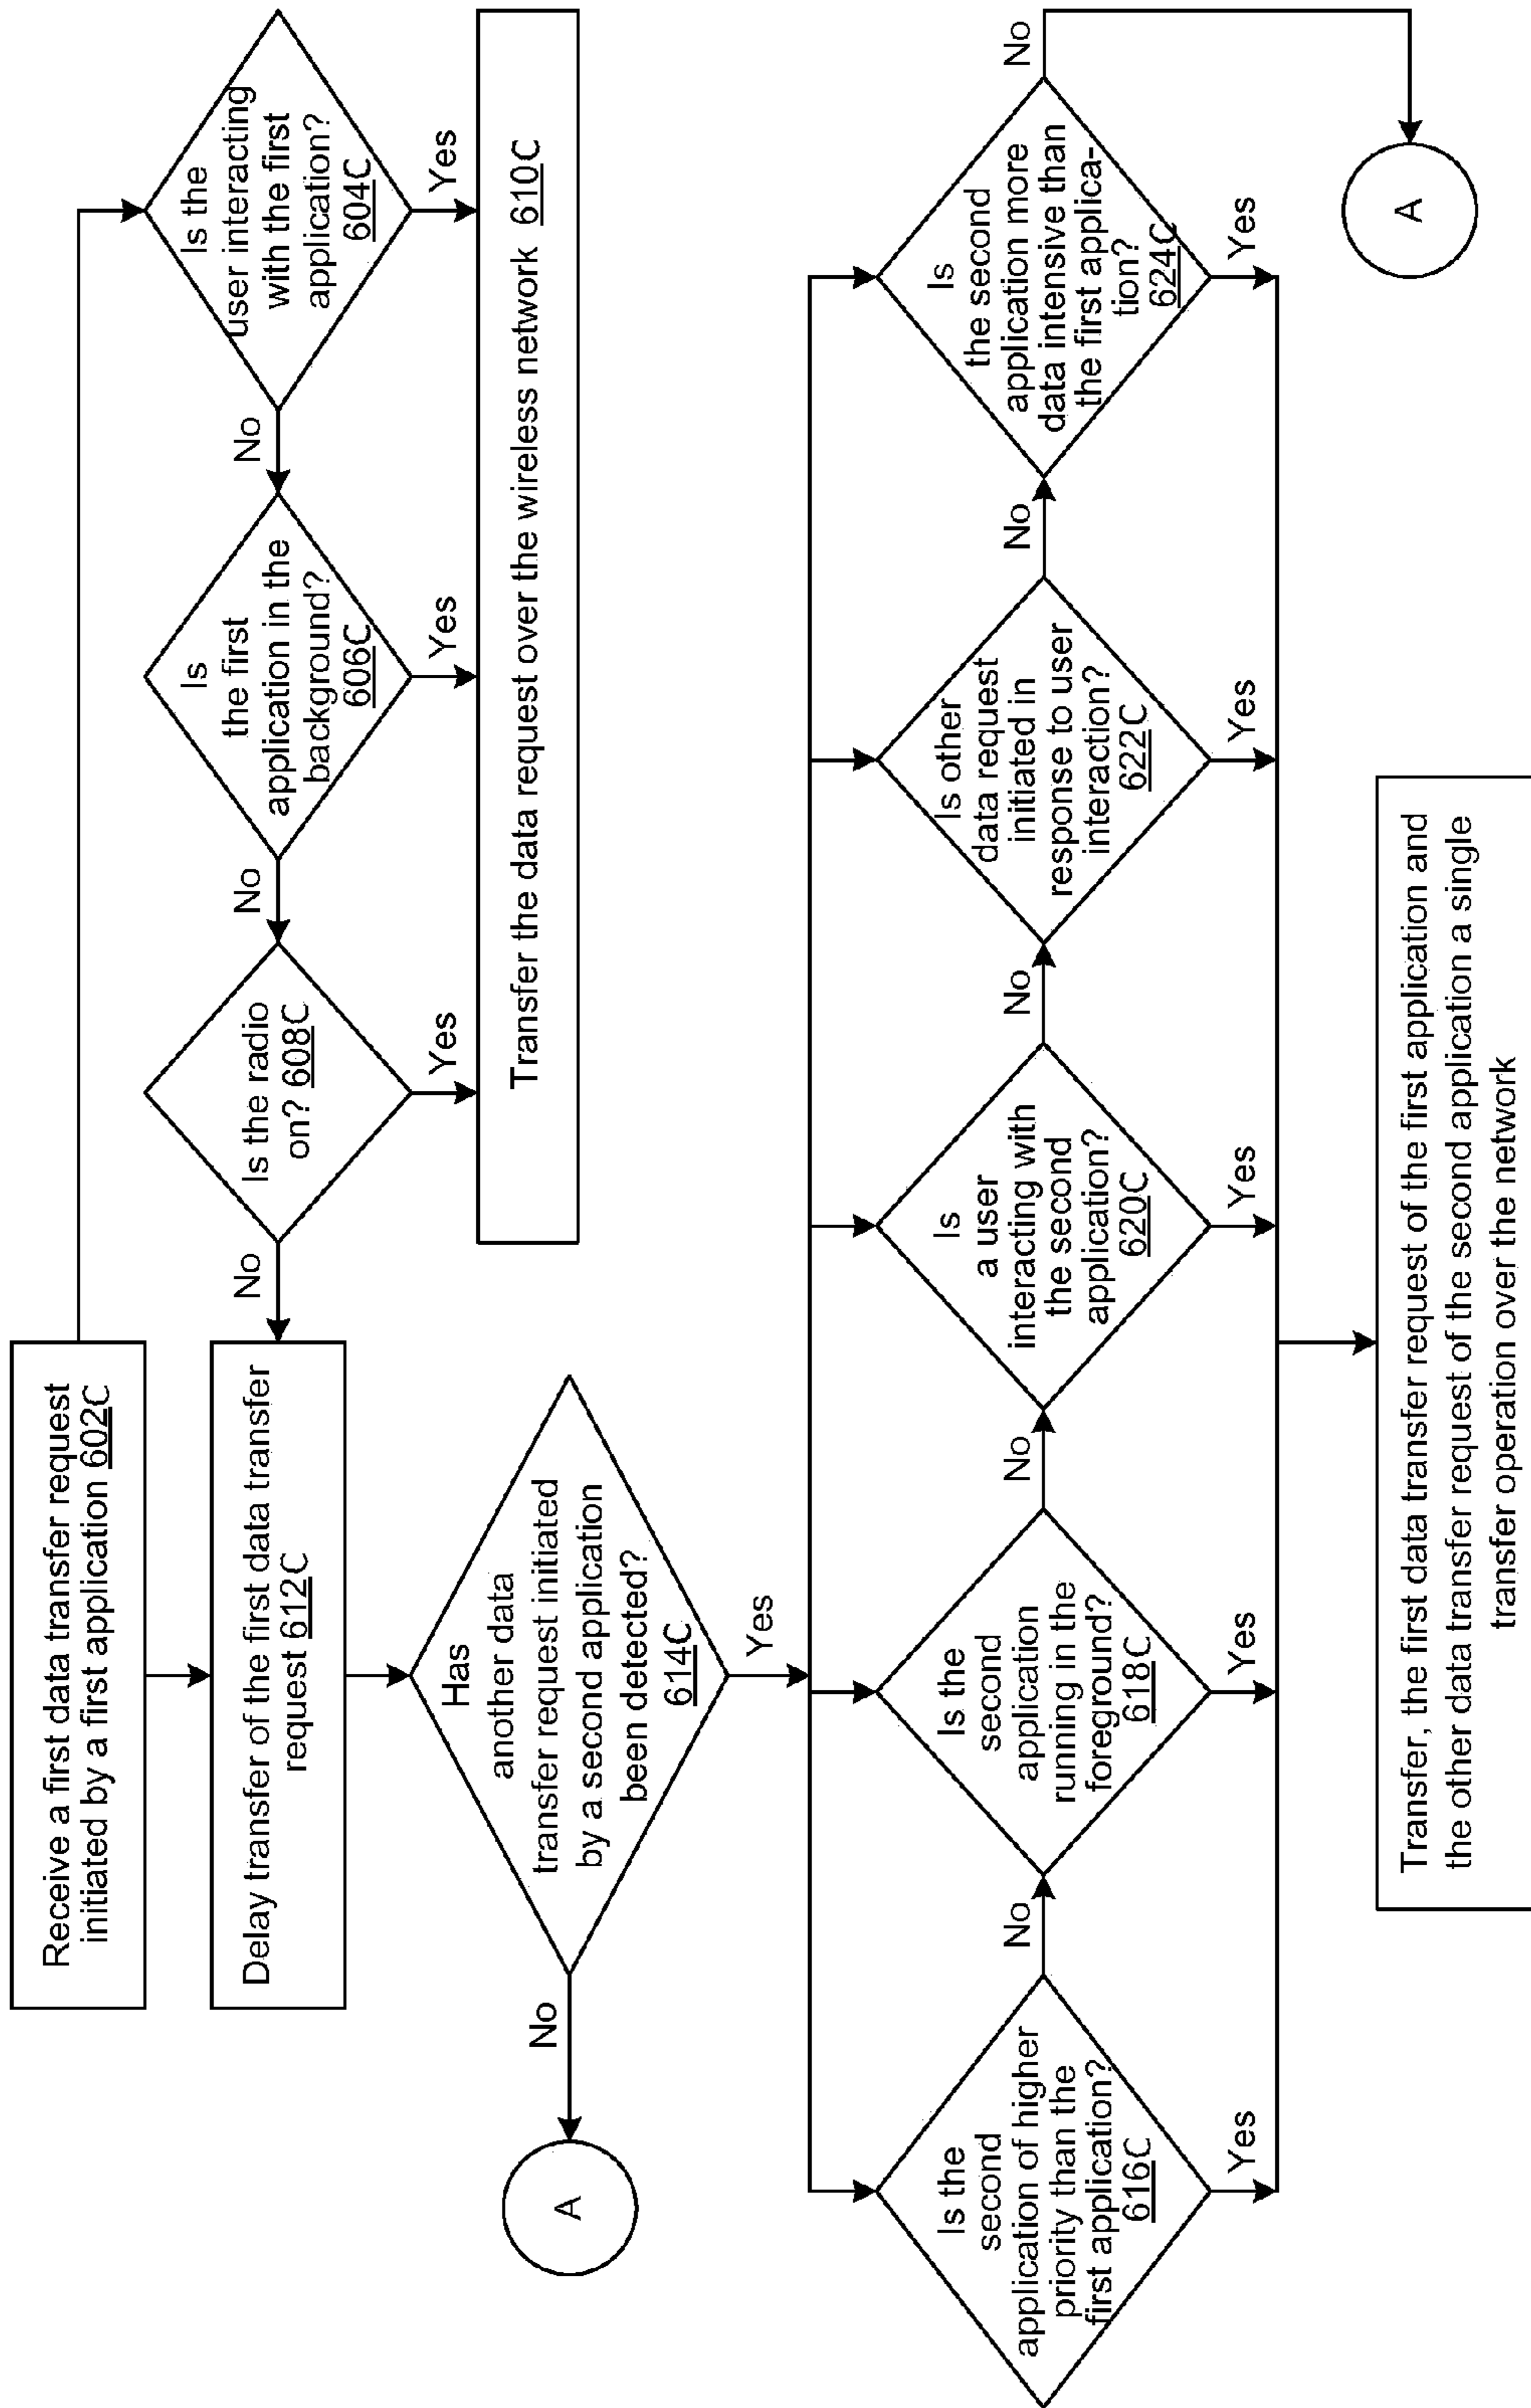 Receive a first data transfer request
initiated by a first application 602C
Is the
user interacting
with the first
application?
604C
No
Yes
Is
the first
application in the
background?
606C
No
Yes
Is the radio
on? 608C
No
Yes
Transfer the data request over the wireless network 610C
Delay transfer of the first data transfer
request 612C
Has
another data
transfer request initiated
by a second application
been detected?
614C
No
Yes
A
Is the
second
application of higher
priority than the
first application?
616C
No
Yes
Is the
second
application
running in the
foreground?
618C
No
Yes
Is
a user
interacting with
the second
application?
620C
No
Yes
Is other
data request
initiated in
response to user
interaction?
622C
No
Yes
Is
the second
application more
data intensive than
the first applica-
tion?
624C
No
Yes
A
Transfer, the first data transfer request of the first application and
the other data transfer request of the second application a single
transfer operation over the network